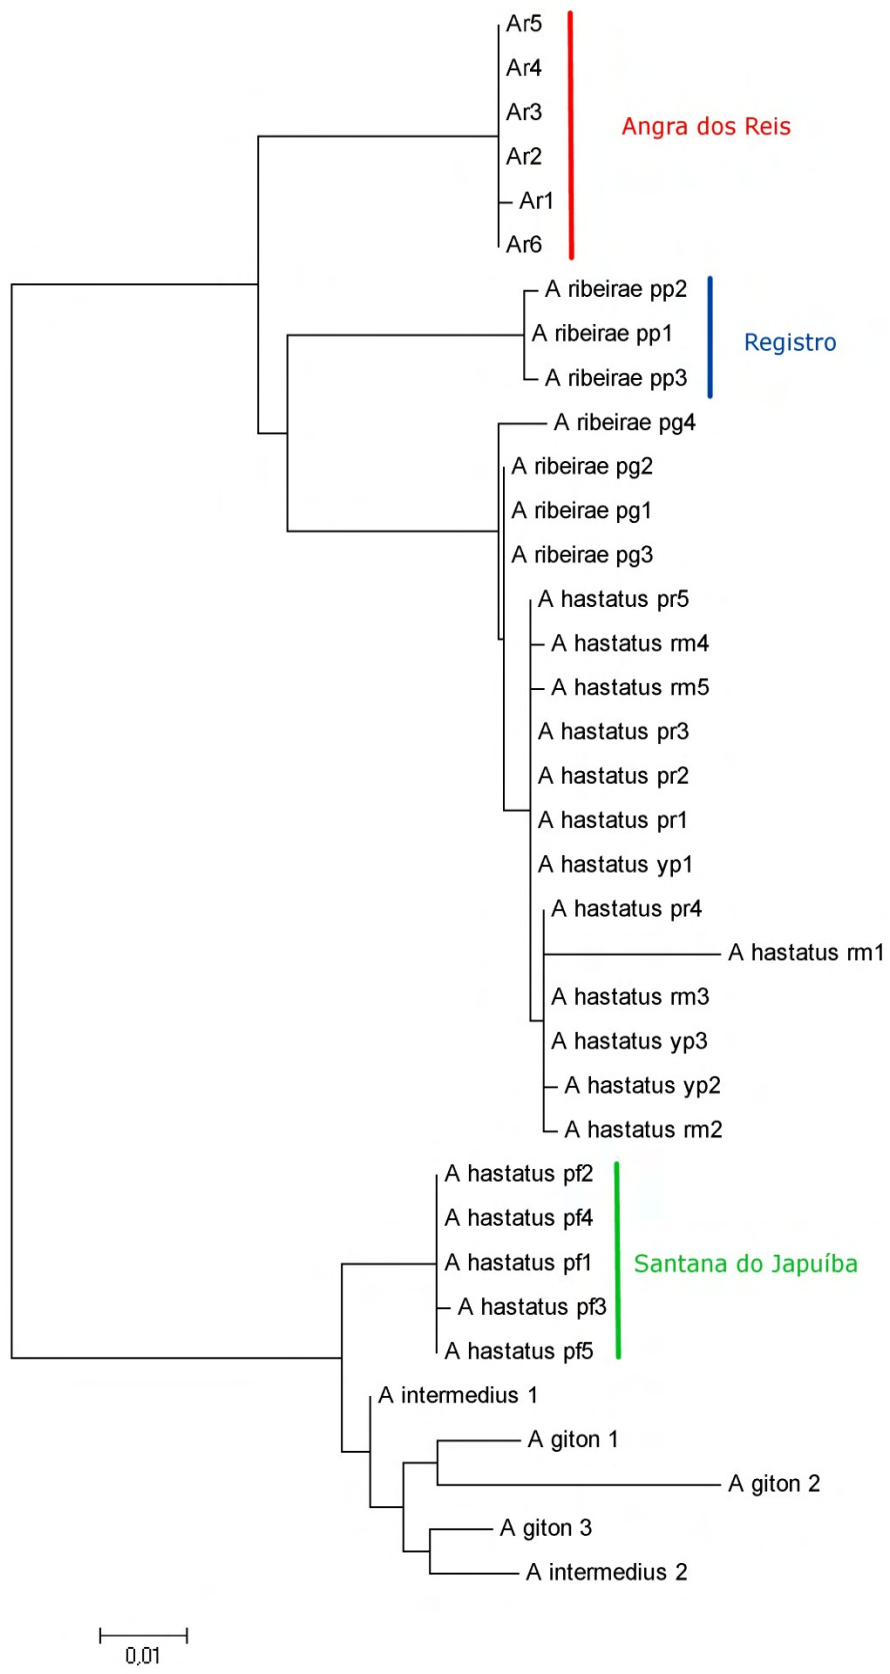 Ar5
Ar4
Ar3
Angra dos Reis
Ar2
Ar1
Ar6
A ribeirae pp2
A ribeirae pp1
Registro
A ribeirae pp3
A ribeirae pg4
A ribeirae pg2
A ribeirae pg1
A ribeirae pg3
A hastatus pr5
A hastatus rm4
A hastatus rm5
A hastatus pr3
A hastatus pr2
A hastatus pr1
A hastatus yp1
A hastatus pr4
A hastatus rm1
A hastatus rm3
A hastatus yp3
A hastatus yp2
A hastatus rm2
A hastatus pf2
A hastatus pf4
A hastatus pf1
Santana do Japuíba
A hastatus pf3
A hastatus pf5
A intermedius 1
A giton 1
A giton 2
A giton 3
A intermedius 2
0,01